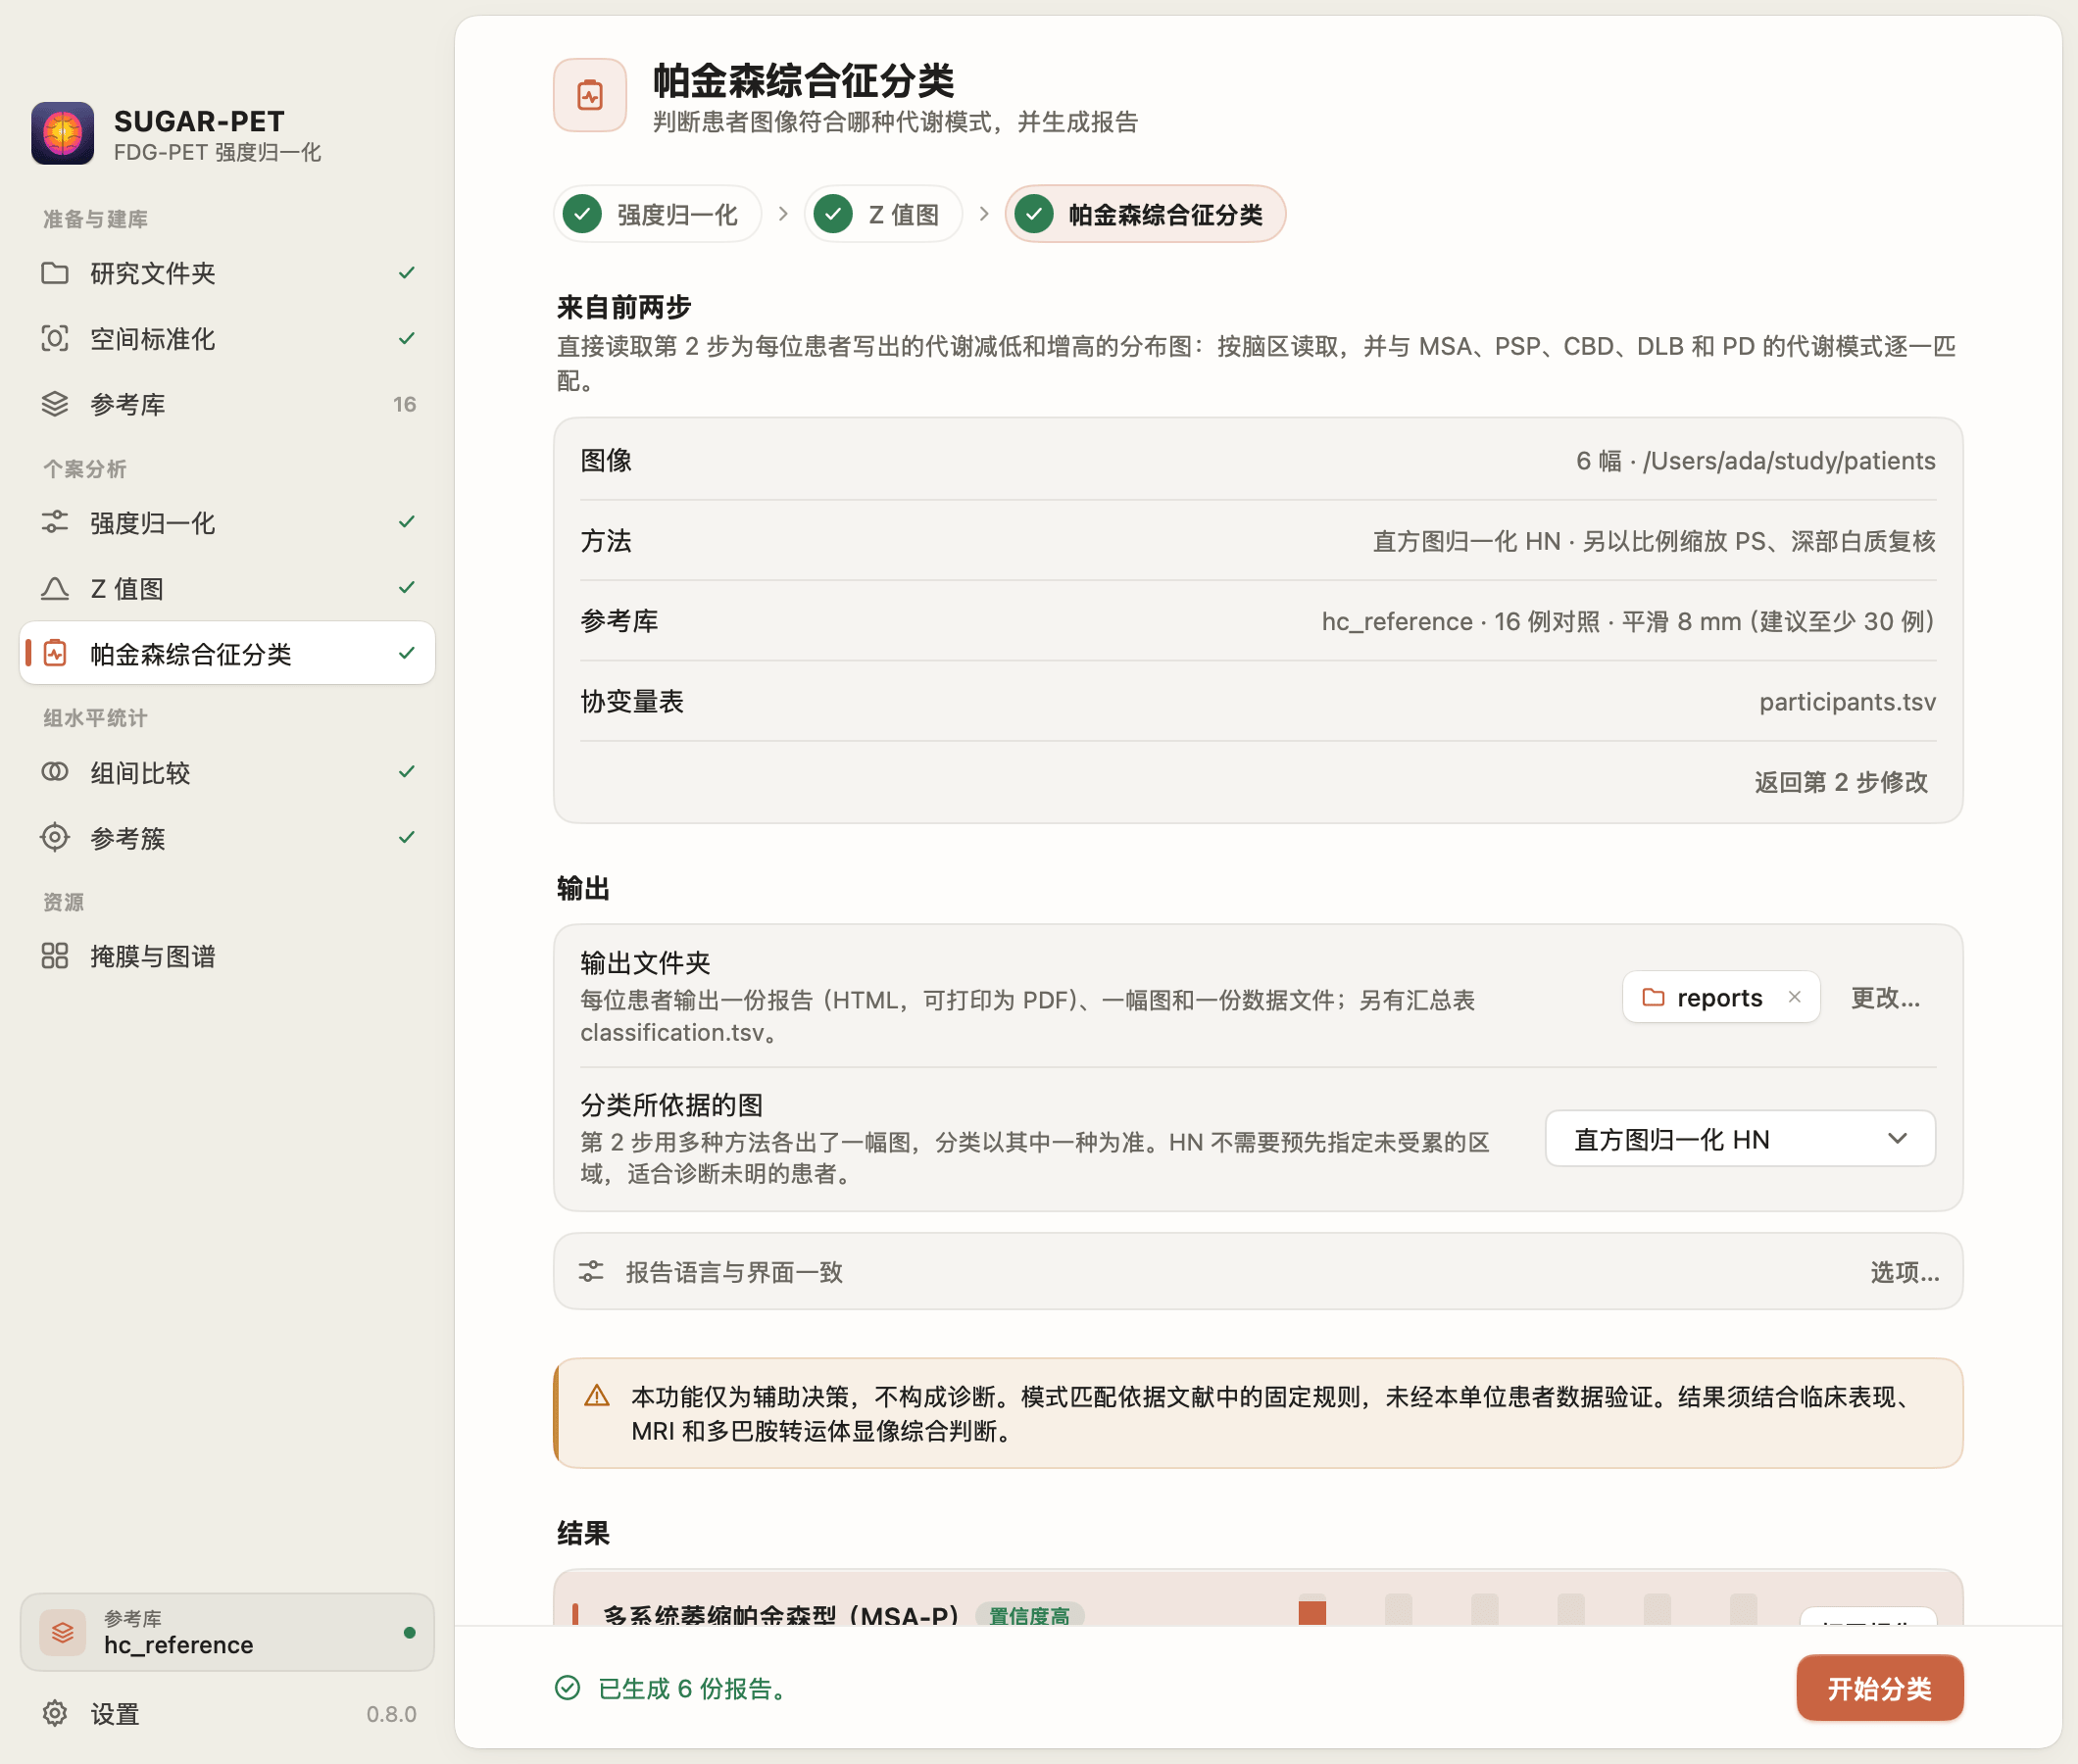 SUGAR-PET
FDG-PET 强度归一化
准备与建库
研究文件夹
空间标准化
参考库
16
个案分析
强度归一化
Z 值图
帕金森综合征分类
组水平统计
组间比较
参考簇
资源
掩膜与图谱
参考库
hc_reference
设置
0.8.0
帕金森综合征分类
判断患者图像符合哪种代谢模式，并生成报告
强度归一化
Z 值图
帕金森综合征分类
来自前两步
直接读取第 2 步为每位患者写出的代谢减低和增高的分布图：按脑区读取，并与 MSA、PSP、CBD、DLB 和 PD 的代谢模式逐一匹
配。
图像
6 幅 · /Users/ada/study/patients
方法
直方图归一化 HN · 另以比例缩放 PS、深部白质复核
参考库
hc_reference · 16 例对照 · 平滑 8 mm（建议至少 30 例）
协变量表
participants.tsv
返回第 2 步修改
输出
输出文件夹
每位患者输出一份报告（HTML，可打印为 PDF）、一幅图和一份数据文件；另有汇总表
classification.tsv。
reports
更改...
分类所依据的图
第 2 步用多种方法各出了一幅图，分类以其中一种为准。HN 不需要预先指定未受累的区
域，适合诊断未明的患者。
直方图归一化 HN
报告语言与界面一致
选项...
本功能仅为辅助决策，不构成诊断。模式匹配依据文献中的固定规则，未经本单位患者数据验证。结果须结合临床表现、
MRI 和多巴胺转运体显像综合判断。
结果
多系统萎缩帕金森型（MSA-P）
置信度高
已生成 6 份报告。
开始分类